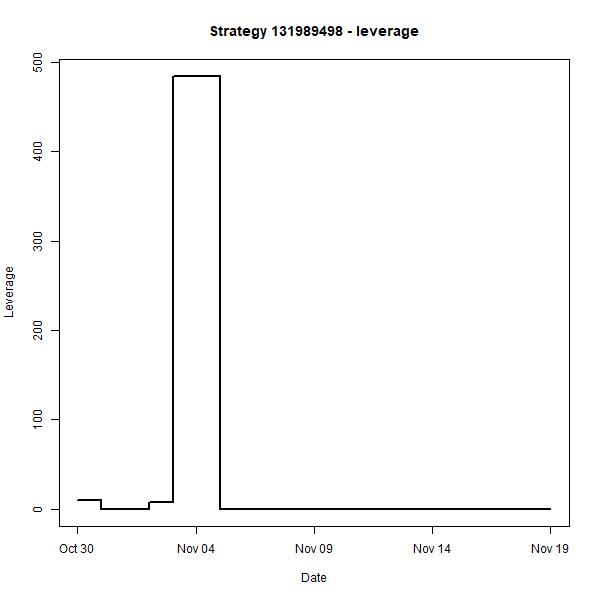 Strategy 131989498 - leverage
500
400
300
200
100
0
Leverage
Oct 30
Nov 04
Nov 09
Nov 14
Nov 19
Date